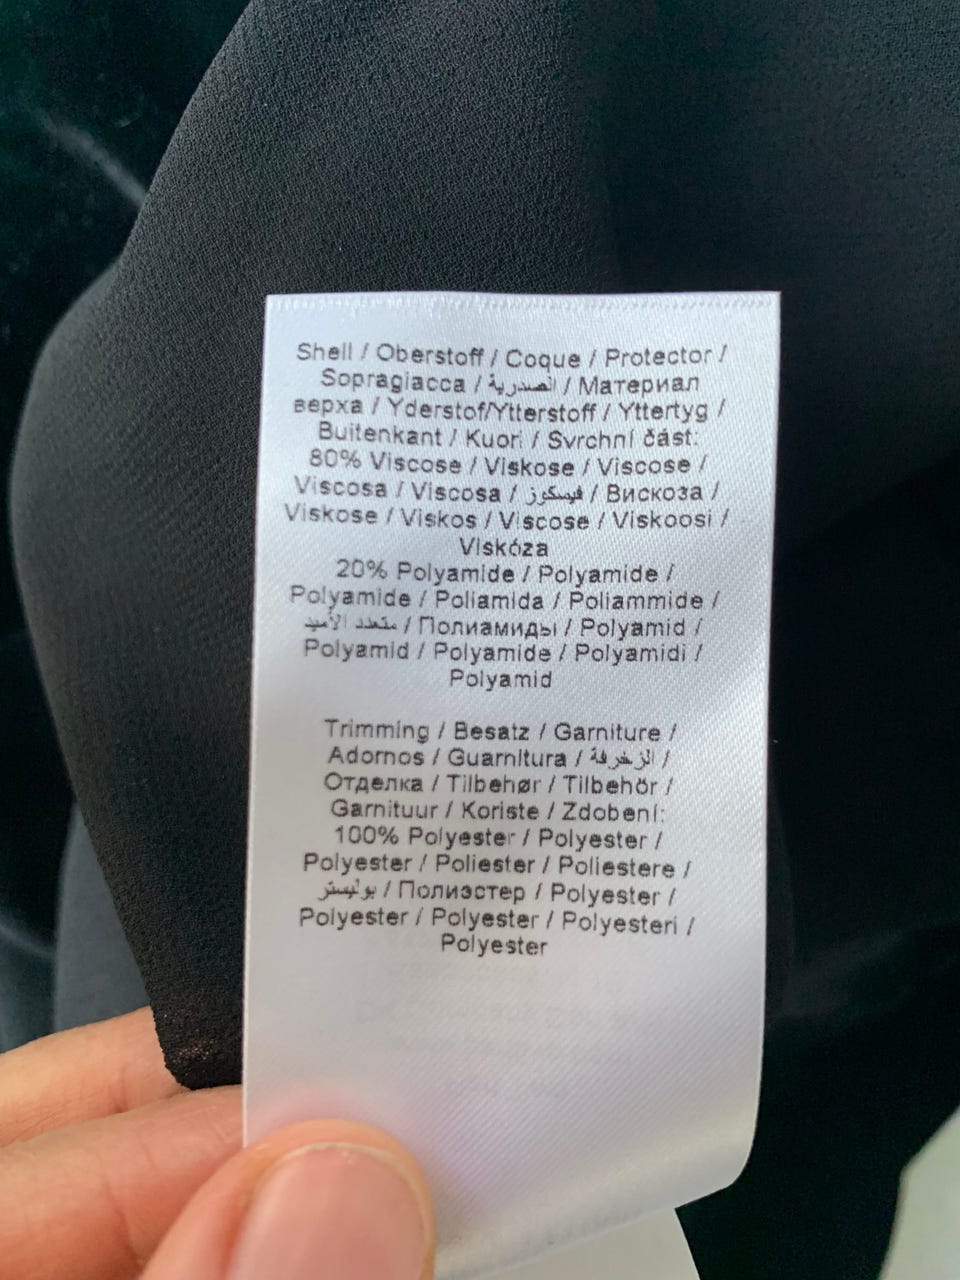 Shell / Oberstoff / Coque / Protector /
Sopragiacca / الصدرية / Материал
верха / Yderstof/Ytterstoff / Yttertyg /
Buitenkant / Kuori / Svrchní část:
80% Viscose / Viskose / Viscose /
Viscosa / Viscosa / فيسكوز / Вискоза /
Viskose / Viskos / Viscose / Viskoosi /
Viskóza
20% Polyamide / Polyamide /
Polyamide / Poliamida / Poliammide /
متعدد الأميد / Полиамиды / Polyamid /
Polyamid / Polyamide / Polyamidi /
Polyamid
Trimming / Besatz / Garniture /
Adornos / Guarnitura / الزخرفة /
Отделка / Tilbehør / Tilbehör /
Garnituur / Koriste / Zdobení:
100% Polyester / Polyester /
Polyester / Poliester / Poliestere /
بوليستر / Полиэстер / Polyester /
Polyester / Polyester / Polyesteri /
Polyester